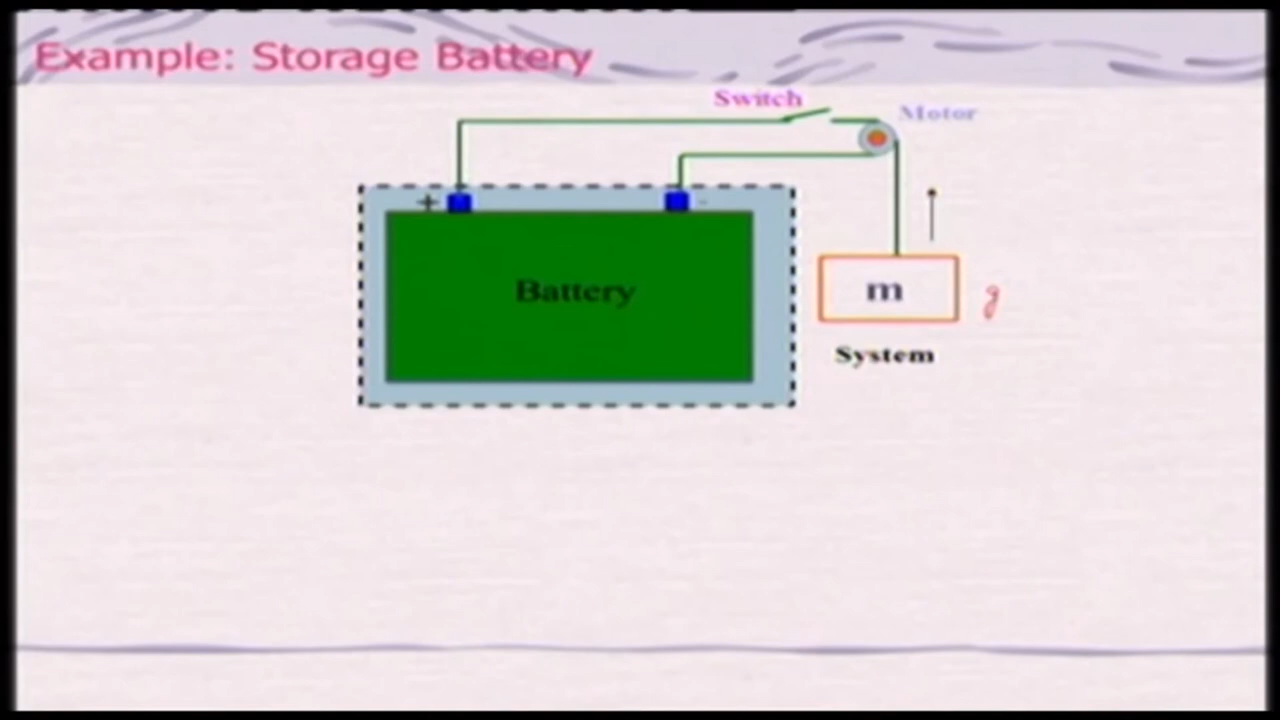 Example: Storage Battery
Switch
Motor
+ -
Battery
m
g
System